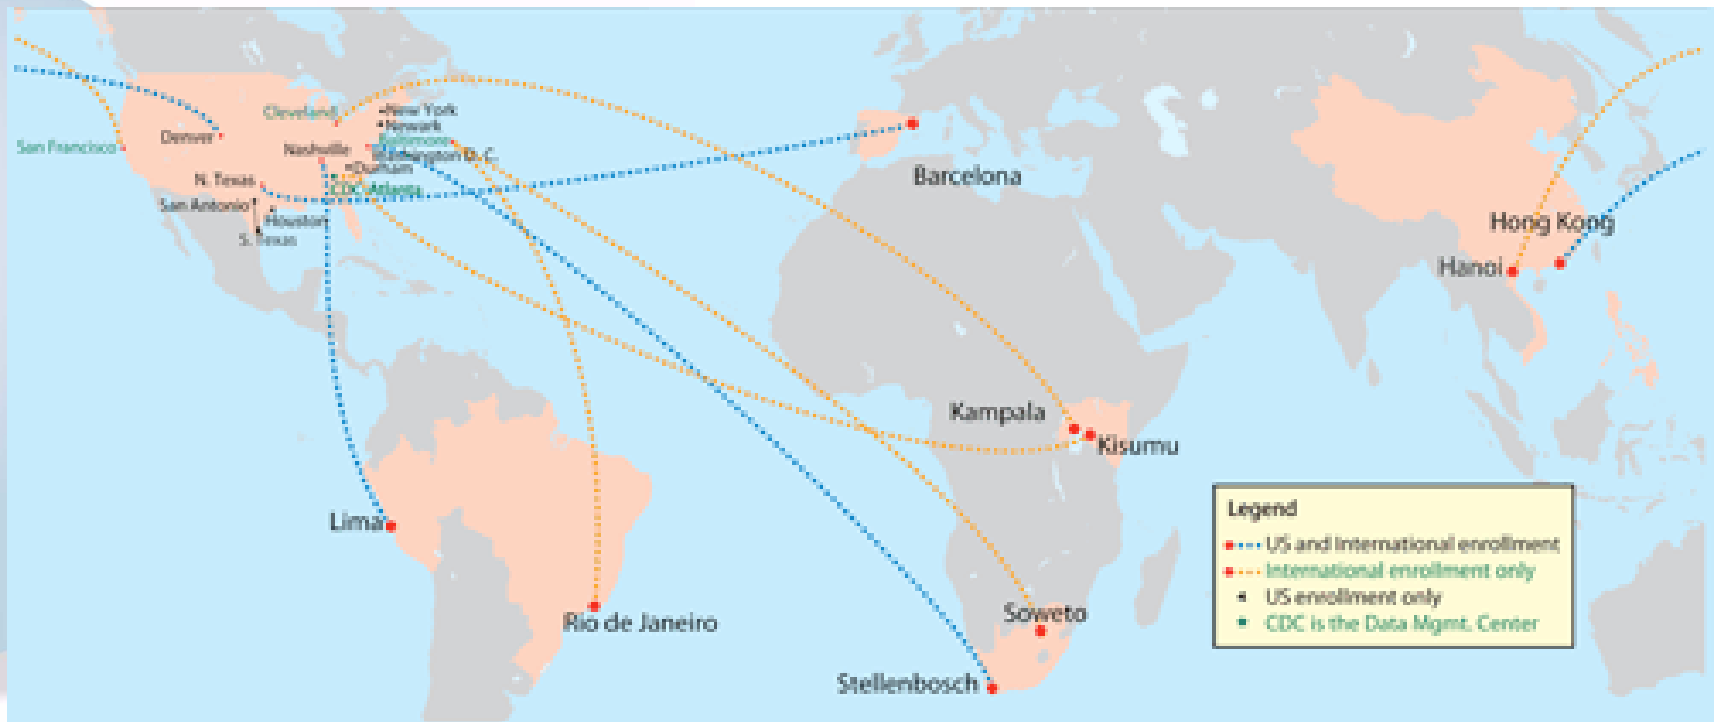 Cleveland
New York
Newark
Denver
San Francisco
Baltimore
Nashville
Washington D.C.
Durham
N. Texas
CDC-Atlanta
San Antonio
Houston
S. Texas
Barcelona
Hong Kong
Hanoi
Kampala
Kisumu
Lima
Rio de Janeiro
Soweto
Stellenbosch
Legend
US and International enrollment
International enrollment only
US enrollment only
CDC is the Data Mgmt. Center